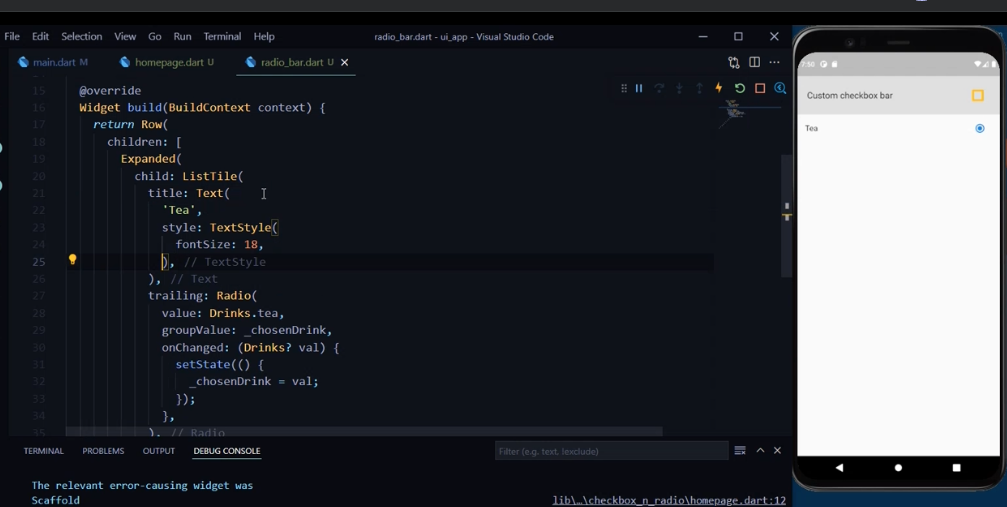 File Edit Selection View Go Run Terminal Help radio_bar.dart - ui_app - Visual Studio Code
main.dart M homepage.dart U radio_bar.dart U
15 @override
16 Widget build(BuildContext context) {
17 return Row(
18 children: [
19 Expanded(
20 child: ListTile(
21 title: Text(
22 'Tea',
23 style: TextStyle(
24 fontSize: 18,
25 ), // TextStyle
26 ), // Text
27 trailing: Radio(
28 value: Drinks.tea,
29 groupValue: _chosenDrink,
30 onChanged: (Drinks? val) {
31 setState(() {
32 _chosenDrink = val;
33 });
34 },
35 ), // Radio
TERMINAL PROBLEMS OUTPUT DEBUG CONSOLE Filter (e.g. text, !exclude)
The relevant error-causing widget was
Scaffold lib\…\checkbox_n_radio\homepage.dart:12
7:50
Custom checkbox bar
Tea